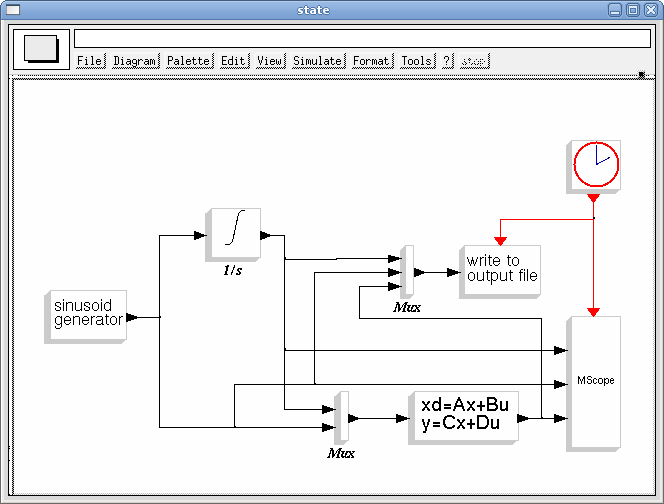 state
File Diagram Palette Edit View Simulate Format Tools ? stop
1/s
write to
output file
Mux
sinusoid
generator
MScope
xd=Ax+Bu
y=Cx+Du
Mux